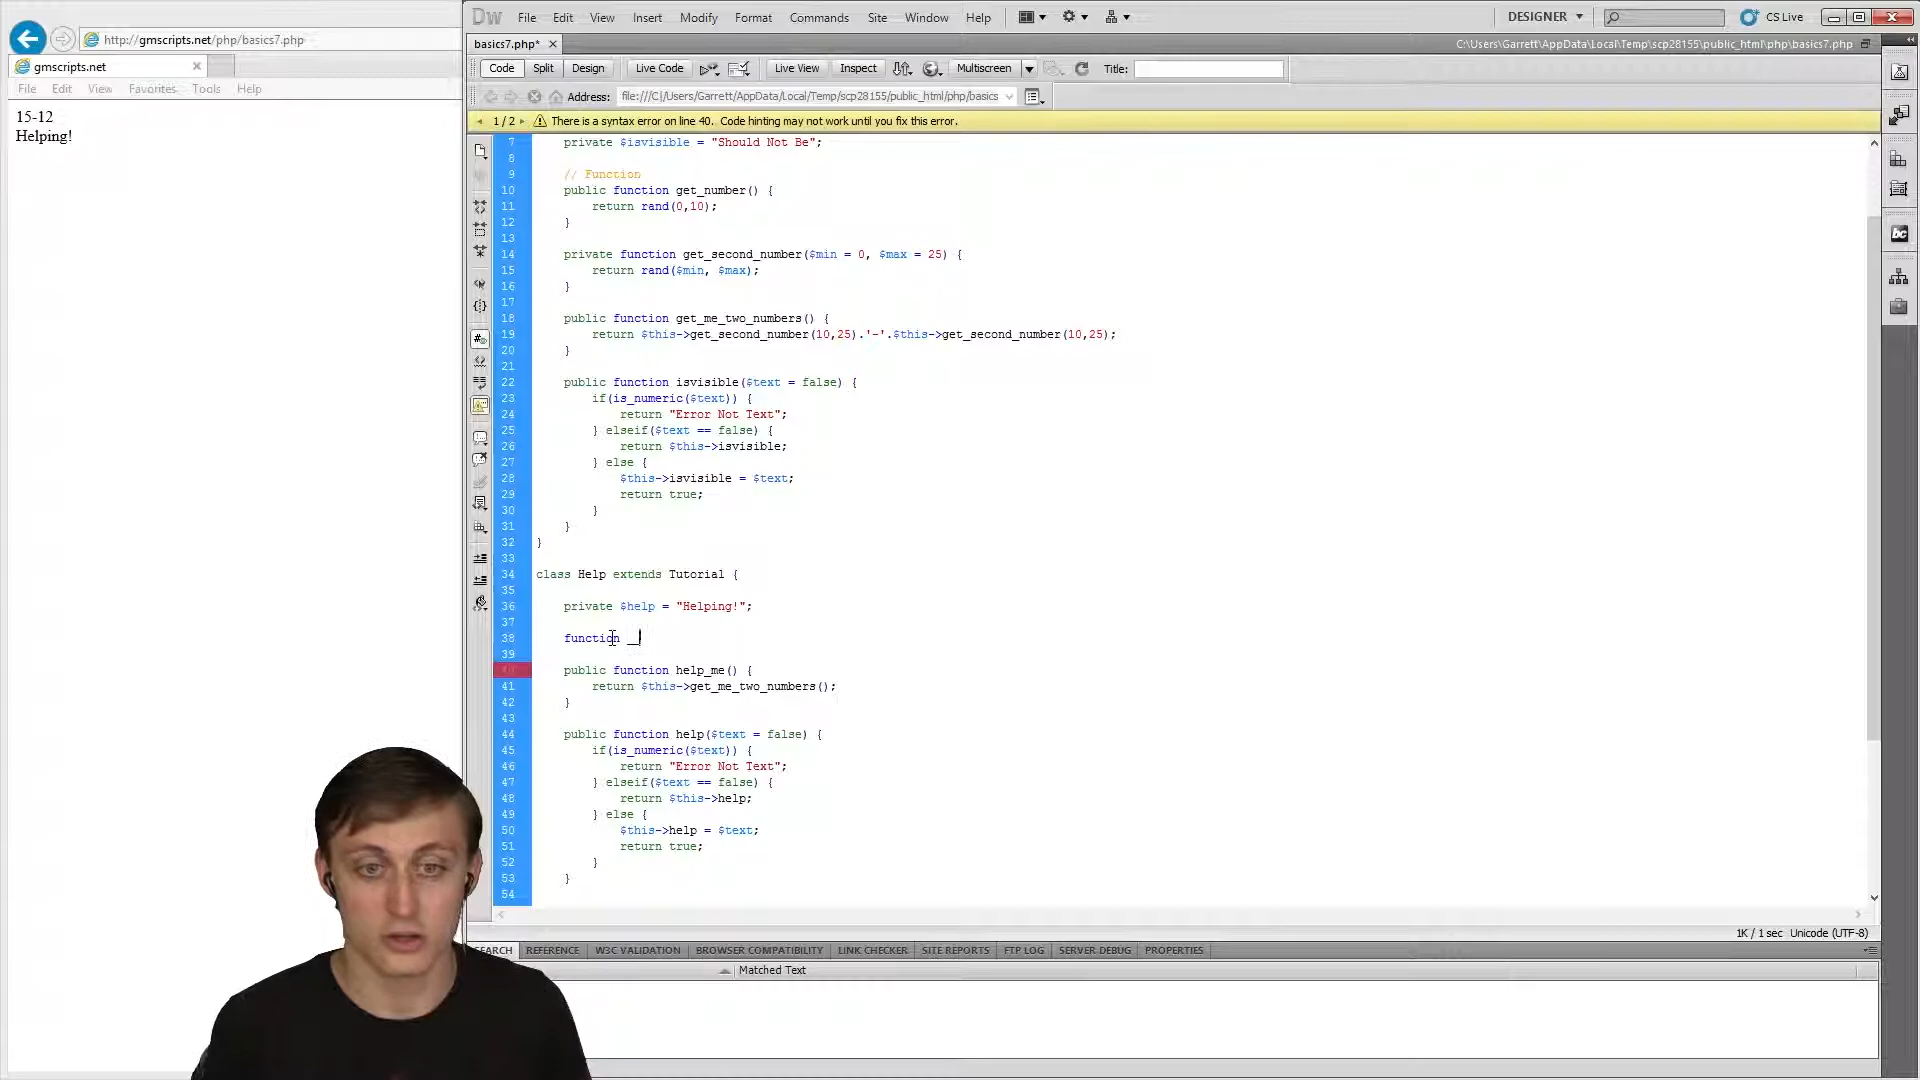 Dw File Edit View Insert Modify Format Commands Site Window Help DESIGNER CS Live
http://gmscripts.net/php/basics7.php
gmscripts.net
File Edit View Favorites Tools Help
15-12
Helping!
basics7.php* C:\Users\Garrett\AppData\Local\Temp\scp28155\public_html\php\basics7.php
Code Split Design Live Code Live View Inspect Multiscreen Title:
Address: file:///C|/Users/Garrett/AppData/Local/Temp/scp28155/public_html/php/basics
1 / 2 There is a syntax error on line 40. Code hinting may not work until you fix this error.
7 private $isvisible = "Should Not Be";
8
9 // Function
10 public function get_number() {
11 return rand(0,10);
12 }
13
14 private function get_second_number($min = 0, $max = 25) {
15 return rand($min, $max);
16 }
17
18 public function get_me_two_numbers() {
19 return $this->get_second_number(10,25).'-'.$this->get_second_number(10,25);
20 }
21
22 public function isvisible($text = false) {
23 if(is_numeric($text)) {
24 return "Error Not Text";
25 } elseif($text == false) {
26 return $this->isvisible;
27 } else {
28 $this->isvisible = $text;
29 return true;
30 }
31 }
32 }
33
34 class Help extends Tutorial {
35
36 private $help = "Helping!";
37
38 function __
39
40 public function help_me() {
41 return $this->get_me_two_numbers();
42 }
43
44 public function help($text = false) {
45 if(is_numeric($text)) {
46 return "Error Not Text";
47 } elseif($text == false) {
48 return $this->help;
49 } else {
50 $this->help = $text;
51 return true;
52 }
53 }
54
1K / 1 sec Unicode (UTF-8)
REFERENCE W3C VALIDATION BROWSER COMPATIBILITY LINK CHECKER SITE REPORTS FTP LOG SERVER DEBUG PROPERTIES
Matched Text